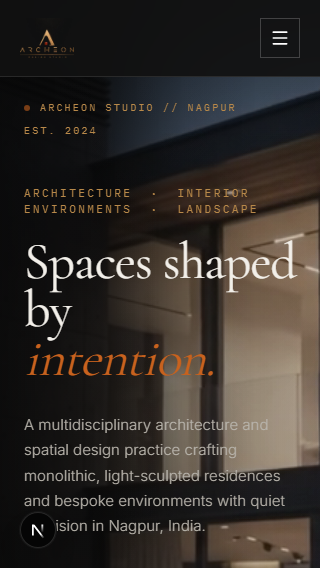 ARCHEON
ARCHEON STUDIO // NAGPUR
EST. 2024
ARCHITECTURE · INTERIOR
ENVIRONMENTS · LANDSCAPE
Spaces shaped
by
intention.
A multidisciplinary architecture and
spatial design practice crafting
monolithic, light-sculpted residences
and bespoke environments with quiet
ision in Nagpur, India.
N